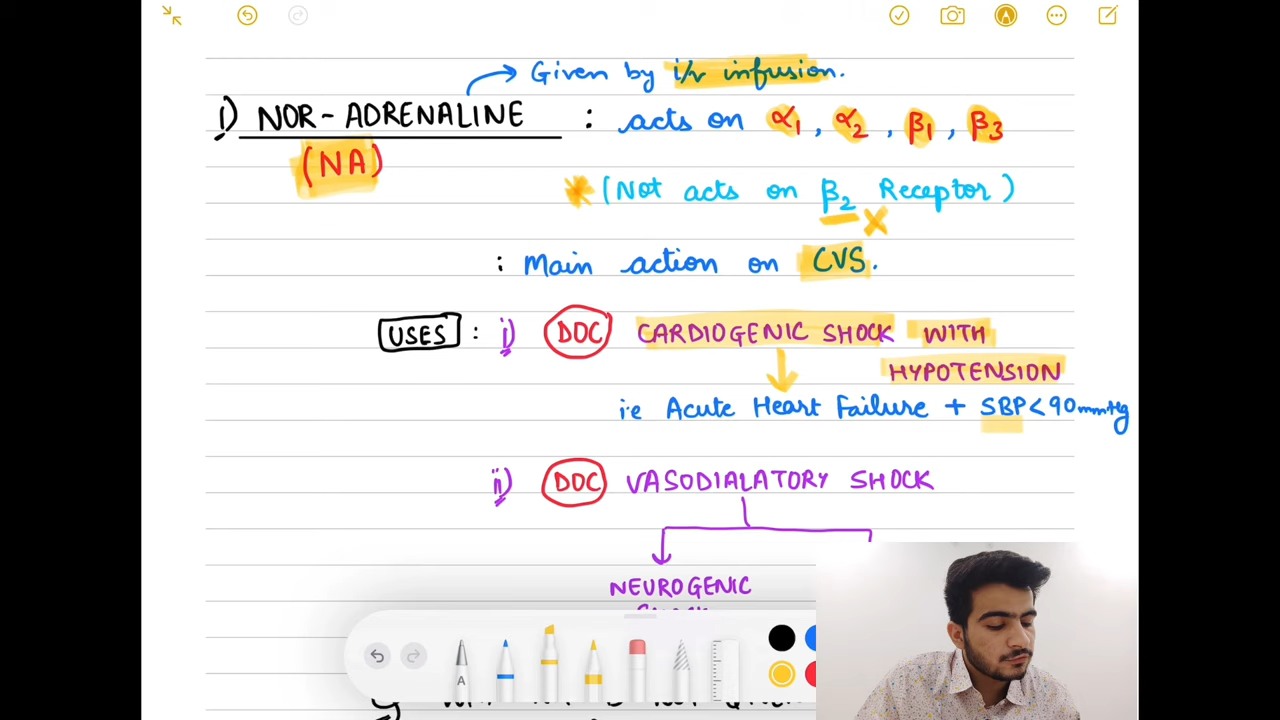 Given by i/v infusion.
i) NOR-ADRENALINE : acts on α1, α2, β1, β3
(NA)
* (Not acts on β2 Receptor)
: Main action on CVS.
USES : i) DOC CARDIOGENIC SHOCK WITH
HYPOTENSION
i.e Acute Heart Failure + SBP<90mmHg
ii) DOC VASODIALATORY SHOCK
NEUROGENIC
A